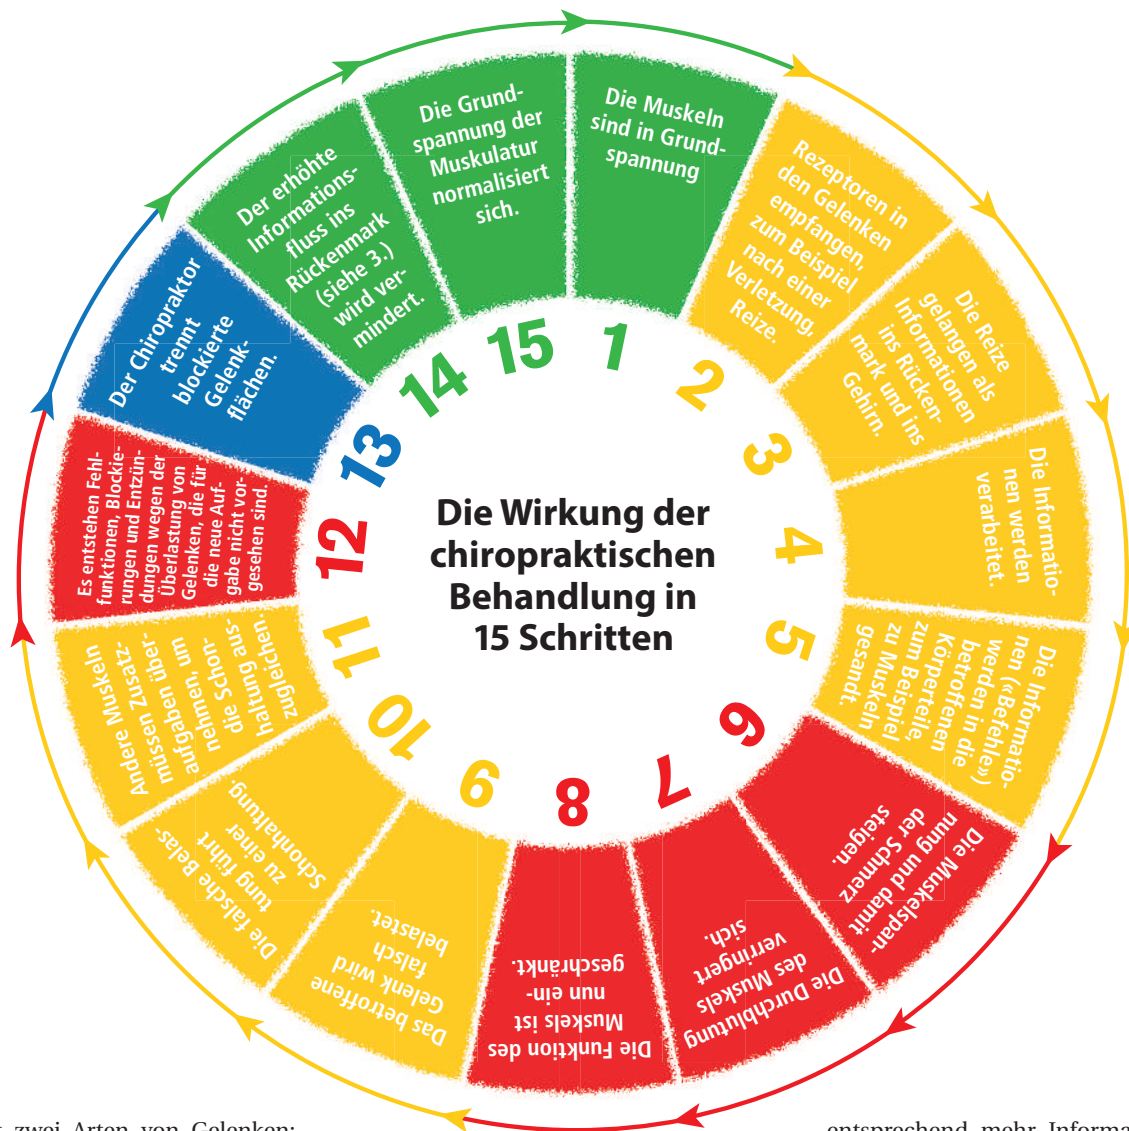 Die Wirkung der
chiropraktischen
Behandlung in
15 Schritten
1
Die Muskeln
sind in Grund-
spannung
2
Rezeptoren in
den Gelenken
empfangen,
zum Beispiel
nach einer
Verletzung,
Reize.
3
Die Reize
gelangen als
Informationen
ins Rücken-
mark und ins
Gehirn.
4
Die Informatio-
nen werden
verarbeitet.
5
Die Informatio-
nen («Befehle»)
werden in die
betroffenen
Körperteile,
zum Beispiel
zu Muskeln
gesandt.
6
Die Muskelspan-
nung und damit
der Schmerz
steigen.
7
Die Durchblutung
des Muskels
verringert
sich.
8
Die Funktion des
Muskels ist
nun ein-
geschränkt.
9
Das betroffene
Gelenk wird
falsch
belastet.
10
Die falsche Belas-
tung führt
zu einer
Schonhaltung.
11
Andere Muskeln
müssen Zusatz-
aufgaben über-
nehmen, um
die Schon-
haltung aus-
zugleichen.
12
Es entstehen Fehl-
funktionen, Blockie-
rungen und Entzün-
dungen wegen der
Überlastung von
Gelenken, die für
die neue Auf-
gabe nicht vor-
gesehen sind.
13
Der Chiropraktor
trennt
blockierte
Gelenk-
flächen.
14
Der erhöhte
Informations-
fluss ins
Rückenmark
(siehe 3.)
wird ver-
mindert.
15
Die Grund-
spannung der
Muskulatur
normalisiert
sich.
zwei Arten von Gelenken:
entsprechend mehr Informa